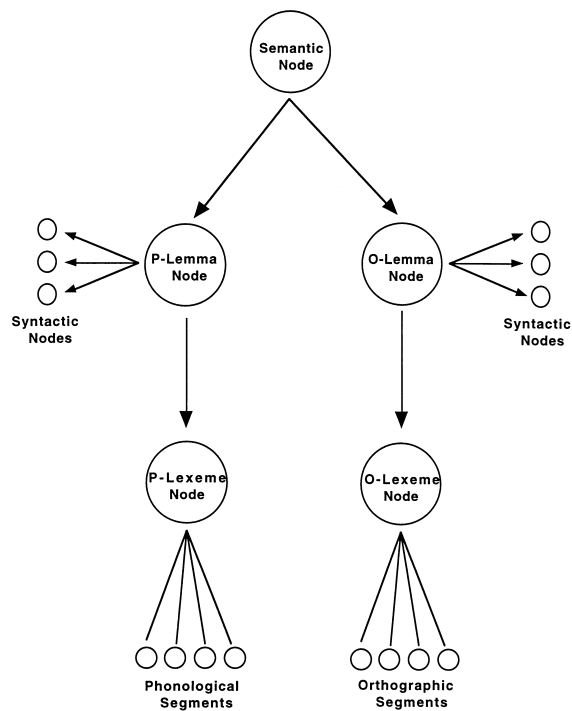 Semantic
Node
P-Lemma
Node
O-Lemma
Node
Syntactic
Nodes
Syntactic
Nodes
P-Lexeme
Node
O-Lexeme
Node
Phonological
Segments
Orthographic
Segments